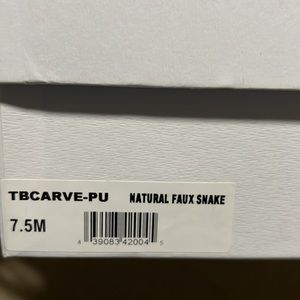 TBCARVE-PU NATURAL FAUX SNAKE
7.5M
4 39083 42004 5